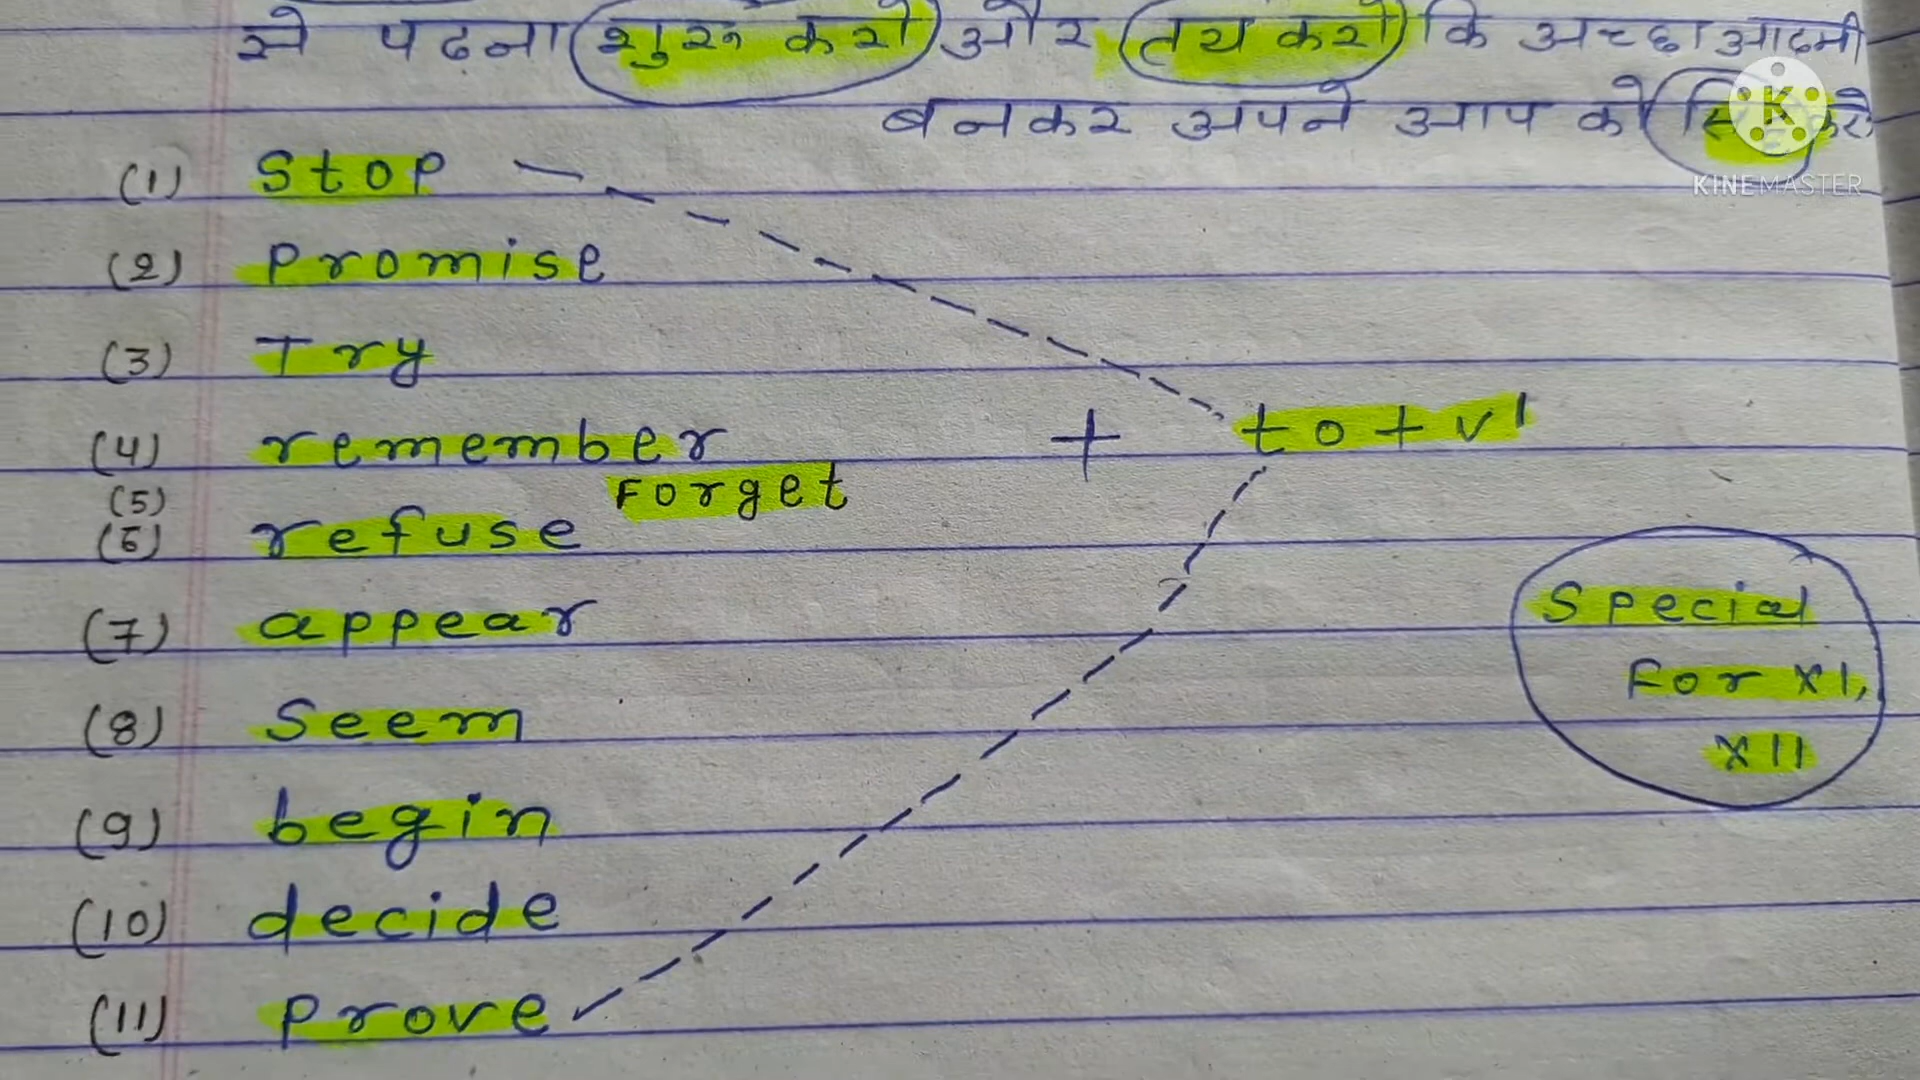 से पढना शुरू करो और तय करो कि अच्छा आदमी
बनकर अपने आप को करो
KINEMASTER
(1) Stop
(2) Promise
(3) Try
(4) remember + to + v1
(5) Forget
(6) refuse
(7) appear
(8) Seem
(9) begin
(10) decide
(11) Prove
Special
For XI,
XII